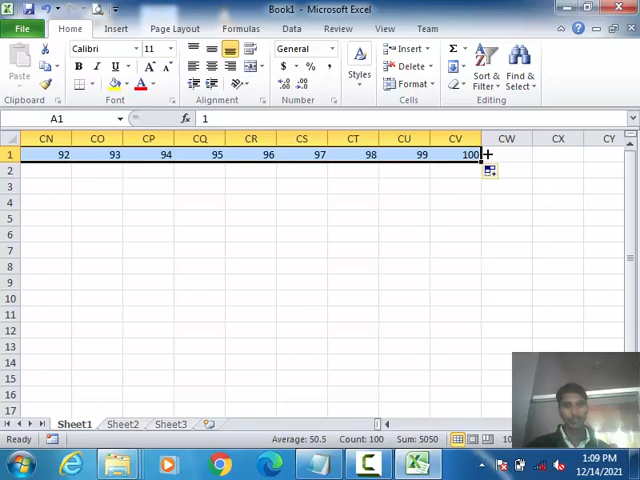 Book1 - Microsoft Excel
File Home Insert Page Layout Formulas Data Review View Team
Paste Calibri 11 General Styles Insert Σ Sort & Filter Find & Select
B I U $ % , Delete
Format
Clipboard Font Alignment Number Cells Editing
A1 fx 1
CN CO CP CQ CR CS CT CU CV CW CX CY
1 92 93 94 95 96 97 98 99 100
2
3
4
5
6
7
8
9
10
11
12
13
14
15
16
17
Sheet1 Sheet2 Sheet3
Ready Average: 50.5 Count: 100 Sum: 5050 10
1:09 PM
12/14/2021